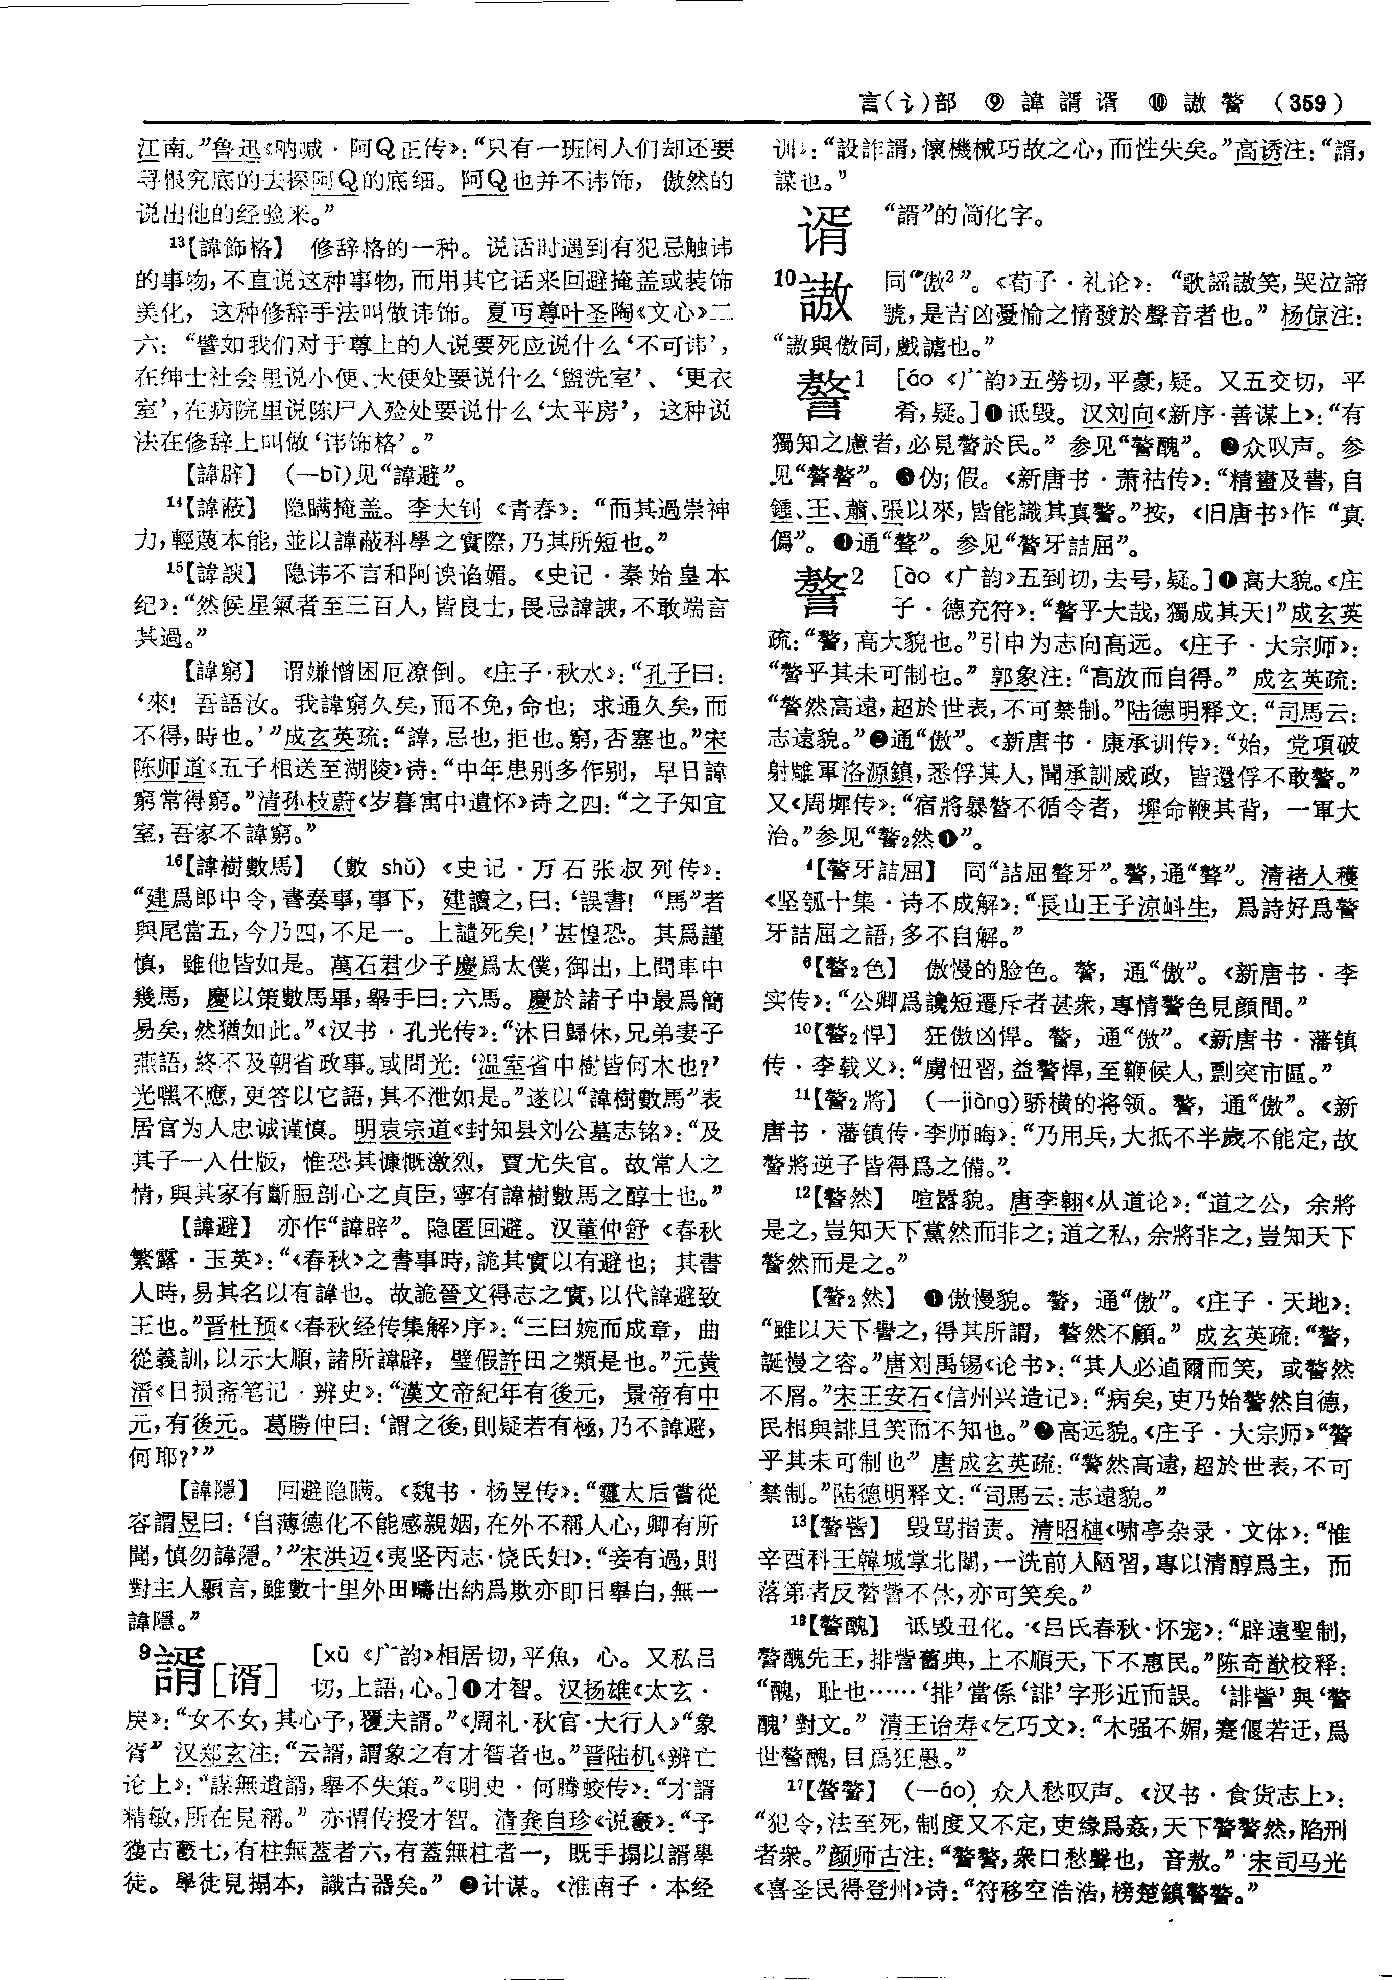 言(讠)部 ⑨ 諱 諝 谞 ⑩ 謸 謷 (359)
江南。”鲁迅《呐喊·阿Q正传》：“只有一班闲人们却还要
寻根究底的去探阿Q的底细。阿Q也并不讳饰，傲然的
说出他的经验来。”
13【諱飾格】 修辞格的一种。说话时遇到有犯忌触讳
的事物，不直说这种事物，而用其它话来回避掩盖或装饰
美化，这种修辞手法叫做讳饰。夏丏尊叶圣陶《文心》二
六：“譬如我们对于尊上的人说要死应说什么‘不可讳’，
在绅士社会里说小便、大便处要说什么‘盥洗室’、‘更衣
室’，在病院里说陈尸入殓处要说什么‘太平房’，这种说
法在修辞上叫做‘讳饰格’。”
【諱辟】 (—bì)见“諱避”。
14【諱蔽】 隐瞒掩盖。李大钊《青春》：“而其過崇神
力，輕蔑本能，並以諱蔽科學之實際，乃其所短也。”
15【諱諛】 隐讳不言和阿谀谄媚。《史记·秦始皇本
纪》：“然候星氣者至三百人，皆良士，畏忌諱諛，不敢端言
其過。”
【諱窮】 谓嫌憎困厄潦倒。《庄子·秋水》：“孔子曰：
‘來！吾語汝。我諱窮久矣，而不免，命也；求通久矣，而
不得，時也。’”成玄英疏：“諱，忌也，拒也。窮，否塞也。”宋
陈师道《五子相送至湖陵》诗：“中年患别多作别，早日諱
窮常得窮。”清孙枝蔚《岁暮寓中遣怀》诗之四：“之子知宜
室，吾家不諱窮。”
16【諱樹數馬】 (數 shǔ)《史记·万石张叔列传》：
“建爲郎中令，書奏事，事下，建讀之，曰：‘誤書！“馬”者
與尾當五，今乃四，不足一。上譴死矣！’甚惶恐。其爲謹
慎，雖他皆如是。萬石君少子慶爲太僕，御出，上問車中
幾馬，慶以策數馬畢，舉手曰：六馬。慶於諸子中最爲簡
易矣，然猶如此。”《汉书·孔光传》：“沐日歸休，兄弟妻子
燕語，終不及朝省政事。或問光：‘溫室省中樹皆何木也？’
光嘿不應，更答以它語，其不泄如是。”遂以“諱樹數馬”表
居官为人忠诚谨慎。明袁宗道《封知县刘公墓志铭》：“及
其子一入仕版，惟恐其慷慨激烈，賈尤失官。故常人之
情，與其家有斷脰剖心之貞臣，寧有諱樹數馬之醇士也。”
【諱避】 亦作“諱辟”。隐匿回避。汉董仲舒《春秋
繁露·玉英》：“《春秋》之書事時，詭其實以有避也；其書
人時，易其名以有諱也。故詭晉文得志之實，以代諱避致
王也。”晋杜预《〈春秋经传集解〉序》：“三曰婉而成章，曲
從義訓，以示大順，諸所諱辟，璧假許田之類是也。”元黄
溍《日损斋笔记·辨史》：“漢文帝紀年有後元，景帝有中
元，有後元。葛勝仲曰：‘謂之後，則疑若有極，乃不諱避，
何耶？’”
【諱隱】 回避隐瞒。《魏书·杨昱传》：“靈太后嘗從
容謂昱曰：‘自薄德化不能感親姻，在外不稱人心，卿有所
聞，慎勿諱隱。’”宋洪迈《夷坚丙志·饶氏妇》：“妾有過，則
對主人顯言，雖數十里外田疇出納爲欺亦即日舉白，無一
諱隱。”
9 諝[谞] [xū 《广韵》相居切，平魚，心。又私吕
切，上語，心。]❶才智。汉扬雄《太玄·
戾》：“女不女，其心予，覆夫諝。”《周礼·秋官·大行人》“象
胥” 汉郑玄注：“云諝，謂象之有才智者也。”晋陆机《辨亡
论上》：“謀無遺諝，舉不失策。”《明史·何腾蛟传》：“才諝
精敏，所在見稱。”亦谓传授才智。清龚自珍《说彝》：“予
獲古彝七，有柱無蓋者六，有蓋無柱者一，既手搨以諝學
徒。學徒見搨本，識古器矣。” ❷计谋。《淮南子·本经
训》：“設詐諝，懷機械巧故之心，而性失矣。”高诱注：“諝，
謀也。”
谞 “諝”的简化字。
10 謸 同“傲2”。《荀子·礼论》：“歌謡謸笑，哭泣諦
號，是吉凶憂愉之情發於聲音者也。”杨倞注：
“謸與傲同，戲謔也。”
謷1 [áo 《广韵》五勞切，平豪，疑。又五交切，平
肴，疑。]❶诋毁。汉刘向《新序·善谋上》：“有
獨知之慮者，必見謷於民。”参见“謷醜”。❷众叹声。参
见“謷謷”。❸伪；假。《新唐书·萧祜传》：“精畫及書，自
鍾、王、蕭、張以來，皆能識其真謷。”按，《旧唐书》作“真
僞”。❹通“聱”。参见“謷牙詰屈”。
謷2 [ào 《广韵》五到切，去号，疑。]❶高大貌。《庄
子·德充符》：“謷乎大哉，獨成其天！”成玄英
疏：“謷，高大貌也。”引申为志向高远。《庄子·大宗师》：
“謷乎其未可制也。”郭象注：“高放而自得。”成玄英疏：
“謷然高遠，超於世表，不可禁制。”陆德明释文：“司馬云：
志遠貌。”❷通“傲”。《新唐书·康承训传》：“始，党項破
射雕軍洛源鎮，悉俘其人，聞承訓威政，皆還俘不敢謷。”
又《周墀传》：“宿將暴謷不循令者，墀命鞭其背，一軍大
治。”参见“謷2然❶”。
4【謷牙詰屈】 同“詰屈聱牙”。謷，通“聱”。清褚人穫
《坚瓠十集·诗不成解》：“長山王子涼㟁生，爲詩好爲謷
牙詰屈之語，多不自解。”
6【謷2色】 傲慢的脸色。謷，通“傲”。《新唐书·李
实传》：“公卿爲讒短遷斥者甚衆，專情謷色見顔間。”
10【謷2悍】 狂傲凶悍。謷，通“傲”。《新唐书·藩镇
传·李载义》：“虜忸習，益謷悍，至鞭候人，剽突市區。”
11【謷2將】 (—jiàng)骄横的将领。謷，通“傲”。《新
唐书·藩镇传·李师晦》：“乃用兵，大抵不半歲不能定，故
謷將逆子皆得爲之備。”
12【謷然】 喧嚣貌。唐李翱《从道论》：“道之公，余將
是之，豈知天下黨然而非之；道之私，余將非之，豈知天下
謷然而是之。”
【謷2然】 ❶傲慢貌。謷，通“傲”。《庄子·天地》：
“雖以天下譽之，得其所謂，謷然不顧。”成玄英疏：“謷，
誕慢之容。”唐刘禹锡《论书》：“其人必逌爾而笑，或謷然
不屑。”宋王安石《信州兴造记》：“病矣，吏乃始謷然自德，
民相與誹且笑而不知也。”❷高远貌。《庄子·大宗师》“謷
乎其未可制也” 唐成玄英疏：“謷然高遠，超於世表，不可
禁制。”陆德明释文：“司馬云：志遠貌。”
13【謷訾】 毁骂指责。清昭槤《啸亭杂录·文体》：“惟
辛酉科王韓城掌北闈，一洗前人陋習，專以清醇爲主，而
落第者反謷訾不休，亦可笑矣。”
16【謷醜】 诋毁丑化。《吕氏春秋·怀宠》：“辟遠聖制，
謷醜先王，排訾舊典，上不順天，下不惠民。”陈奇猷校释：
“醜，耻也……‘排’當係‘誹’字形近而誤。‘誹訾’與‘謷
醜’對文。”清王诒寿《乞巧文》：“木强不媚，蹇偃若迂，爲
世謷醜，目爲狂愚。”
17【謷謷】 (—áo) 众人愁叹声。《汉书·食货志上》：
“犯令，法至死，制度又不定，吏缘爲姦，天下謷謷然，陷刑
者衆。”颜师古注：“謷謷，衆口愁聲也，音敖。”宋司马光
《喜圣民得登州》诗：“符移空浩浩，榜楚鎮謷謷。”